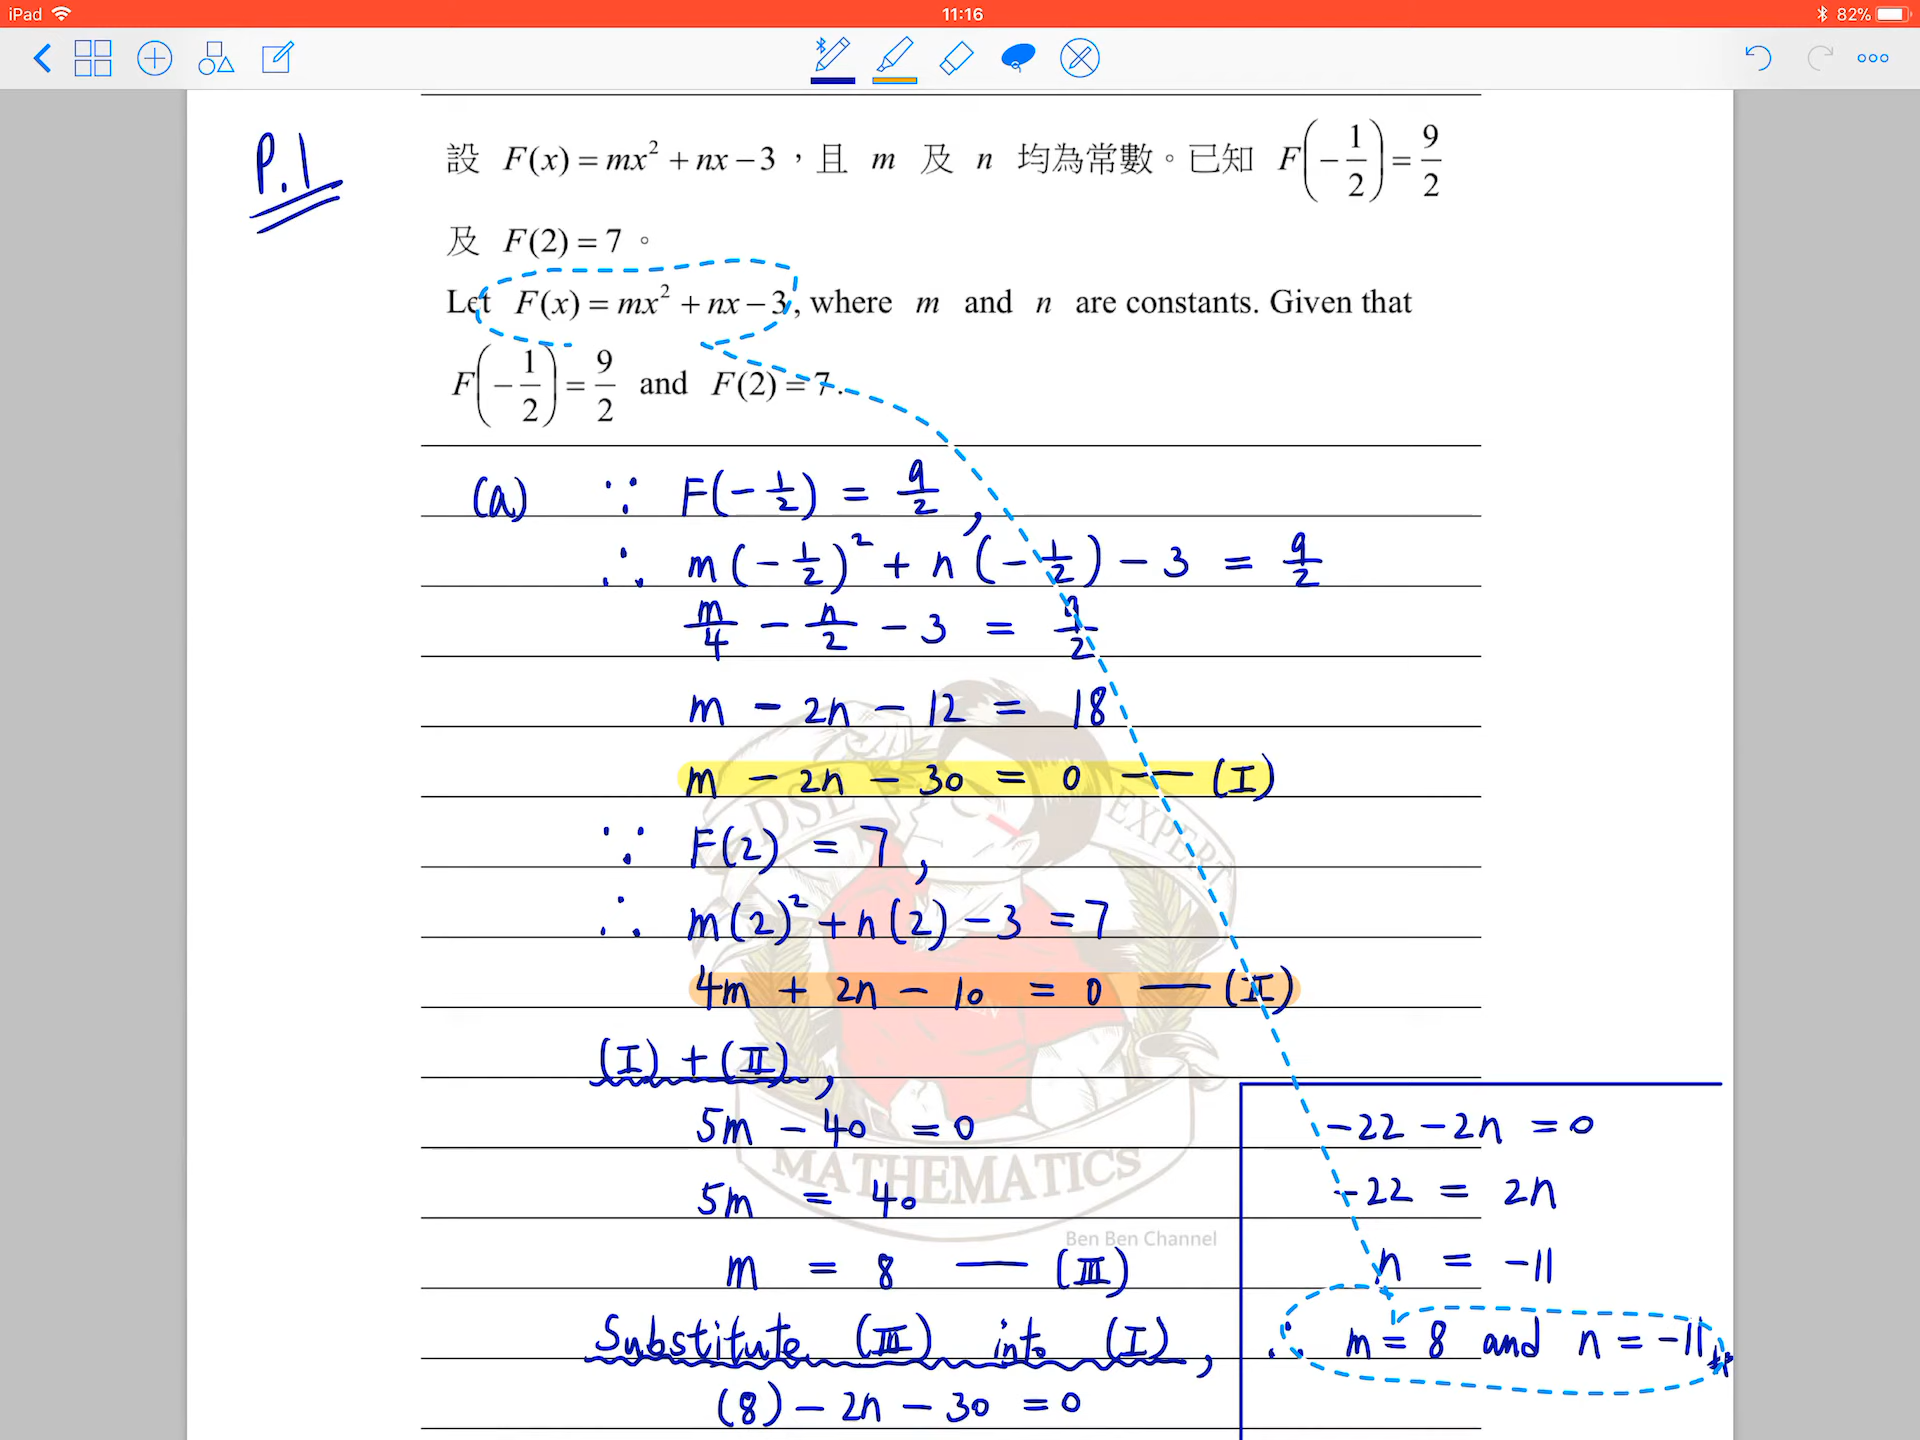 iPad 11:16 82%
P.1
設 F(x) = mx² + nx − 3，且 m 及 n 均為常數。已知 F(−1/2) = 9/2
及 F(2) = 7。
Let F(x) = mx² + nx − 3, where m and n are constants. Given that
F(−1/2) = 9/2 and F(2) = 7.
(a) ∵ F(−1/2) = 9/2,
∴ m(−1/2)² + n(−1/2) − 3 = 9/2
m/4 − n/2 − 3 = 9/2
m − 2n − 12 = 18
m − 2n − 30 = 0 — (I)
∵ F(2) = 7,
∴ m(2)² + n(2) − 3 = 7
4m + 2n − 10 = 0 — (II)
(I) + (II),
5m − 40 = 0
5m = 40
m = 8 — (III)
Substitute (III) into (I),
(8) − 2n − 30 = 0
−22 − 2n = 0
−22 = 2n
n = −11
∴ m = 8 and n = −11
DSE EXPERT
MATHEMATICS
Ben Ben Channel